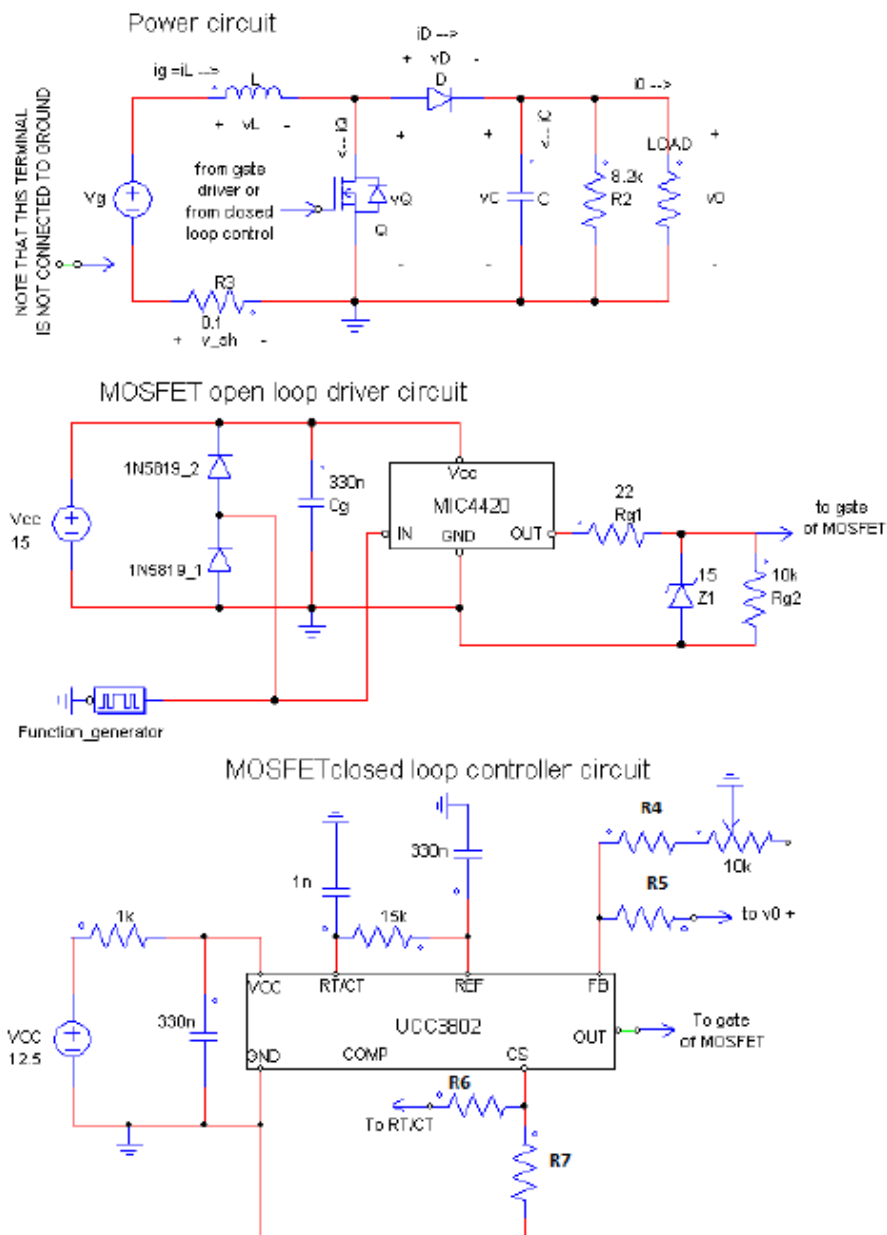 Power circuit
iD -->
+ vD -
D
ig =iL -->
L
+ vL -
<-- iQ
<-- iC
i0 -->
LOAD
NOTE THAT THIS TERMINAL
IS NOT CONNECTED TO GROUND
Vg
from gate
driver or
from closed
loop control
+
vQ
-
Q
+
vC
-
C
8.2k
R2
+
v0
-
R3
0.1
+ v_sh -
MOSFET open loop driver circuit
Vcc
15
1N5819_2
1N5819_1
330n
Cg
Vcc
MIC4420
IN
GND
OUT
22
Rg1
15
Z1
10k
Rg2
to gate
of MOSFET
Function_generator
MOSFETclosed loop controller circuit
1k
VCC
12.5
330n
1n
15k
330n
R4
10k
R5
to v0 +
VCC
RT/CT
REF
FB
UCC3802
OUT
GND
COMP
CS
To gate
of MOSFET
R6
To RT/CT
R7